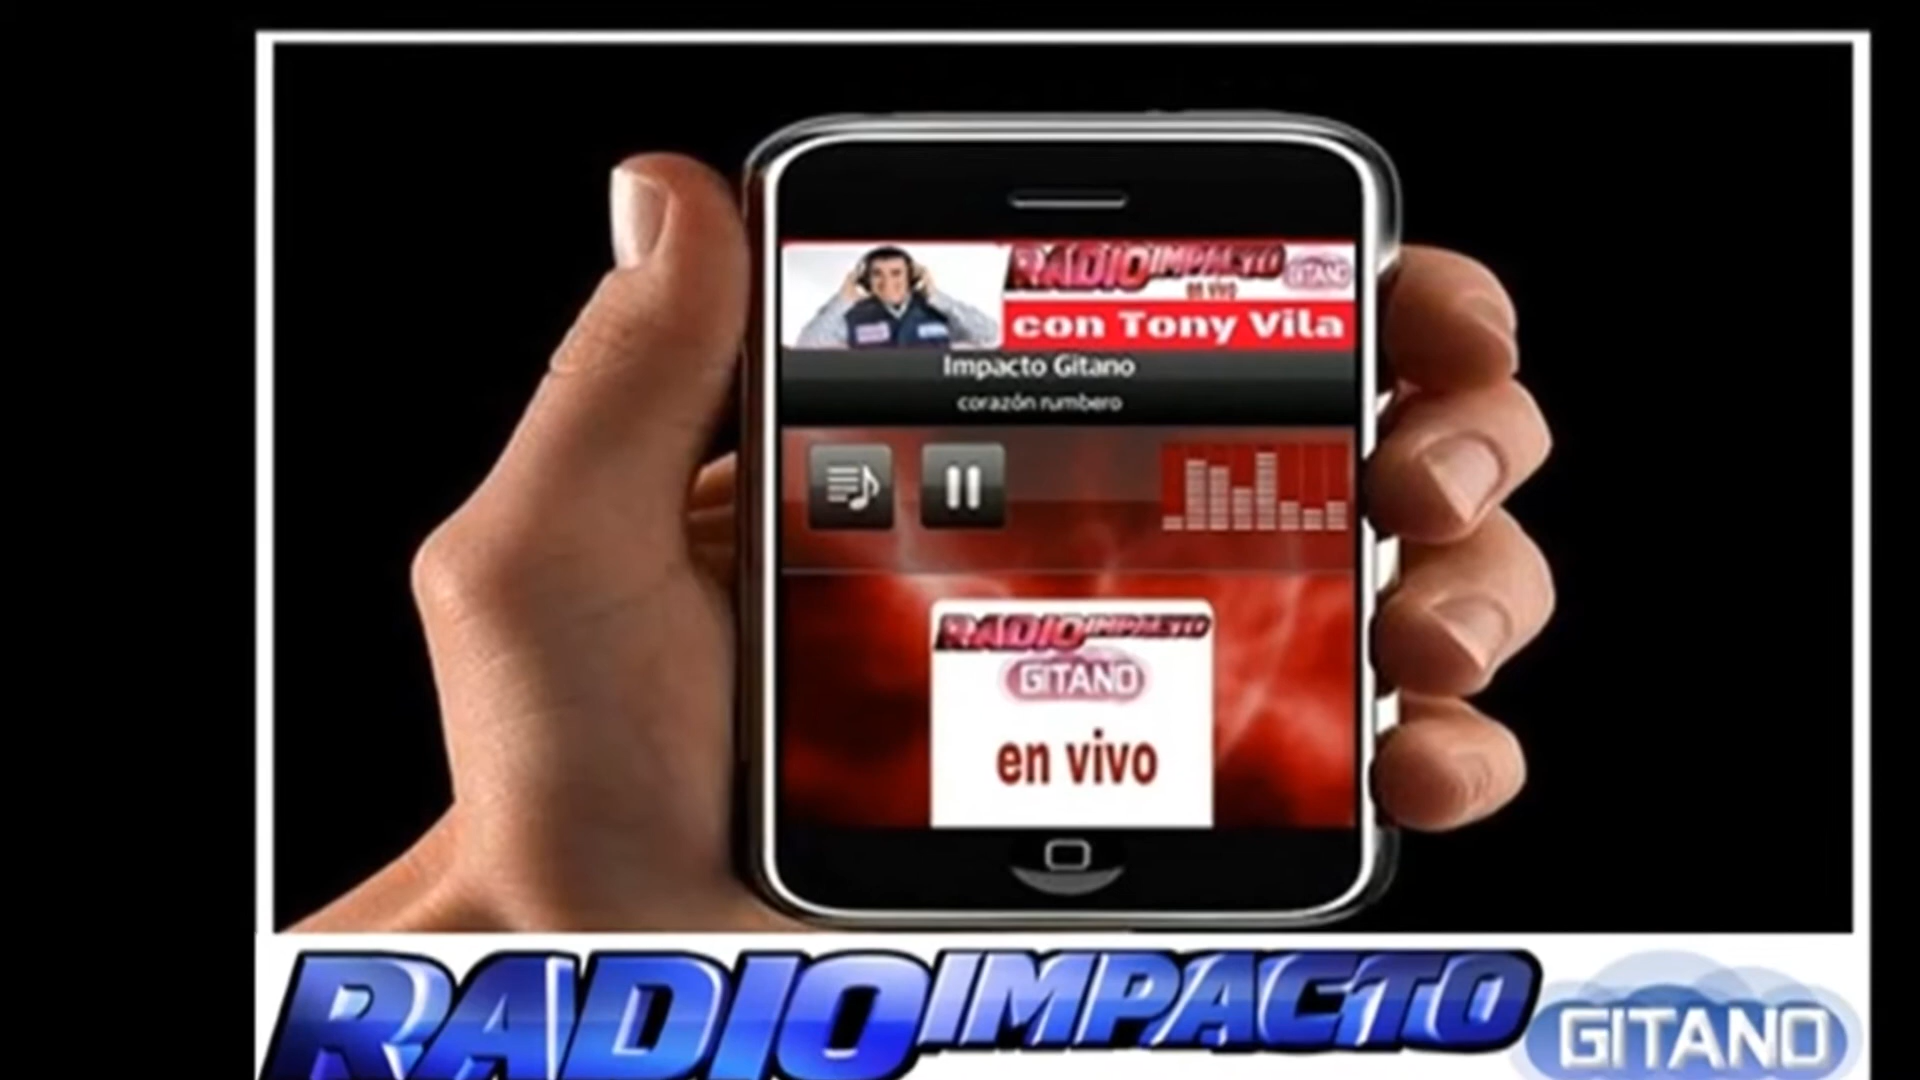 RADIO IMPACTO GITANO
en vivo
con Tony Vila
Impacto Gitano
corazón rumbero
RADIO IMPACTO
GITANO
en vivo
RADIO IMPACTO GITANO